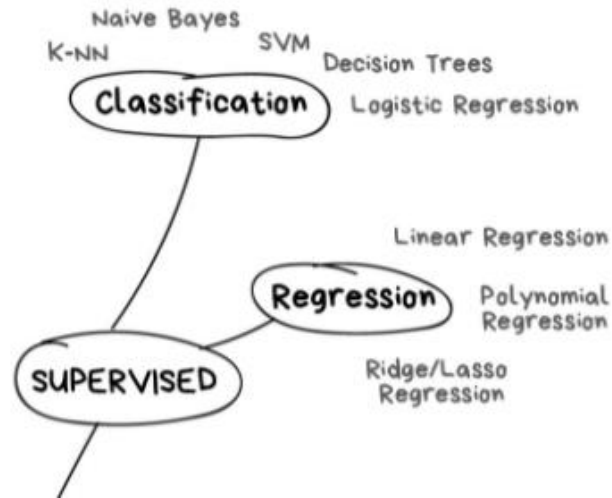 Naive Bayes
K-NN
SVM
Decision Trees
Classification
Logistic Regression
Linear Regression
Regression
Polynomial
Regression
Ridge/Lasso
Regression
SUPERVISED